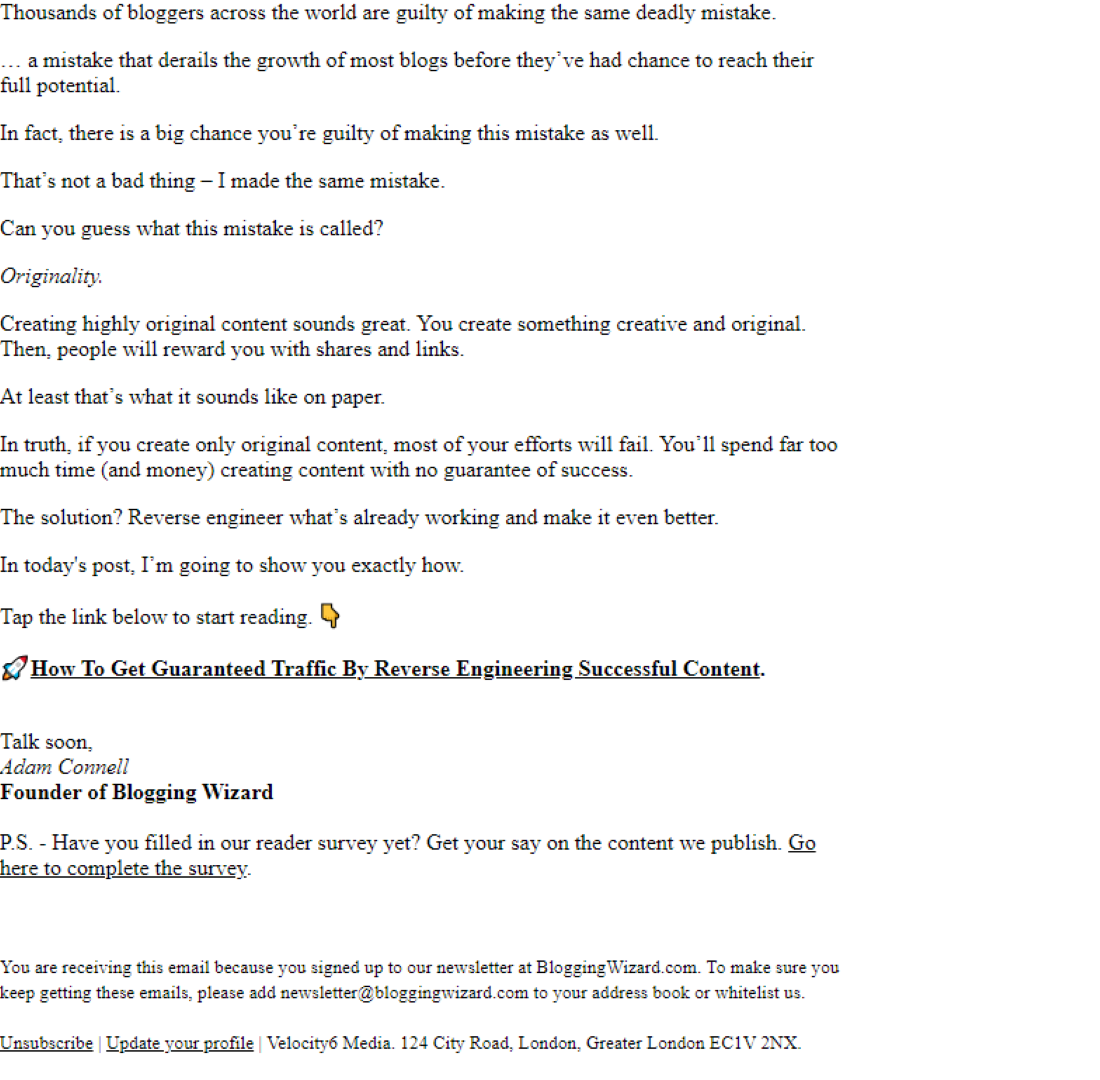 Thousands of bloggers across the world are guilty of making the same deadly mistake.
… a mistake that derails the growth of most blogs before they’ve had chance to reach their
full potential.
In fact, there is a big chance you’re guilty of making this mistake as well.
That’s not a bad thing – I made the same mistake.
Can you guess what this mistake is called?
Originality.
Creating highly original content sounds great. You create something creative and original.
Then, people will reward you with shares and links.
At least that’s what it sounds like on paper.
In truth, if you create only original content, most of your efforts will fail. You’ll spend far too
much time (and money) creating content with no guarantee of success.
The solution? Reverse engineer what’s already working and make it even better.
In today's post, I’m going to show you exactly how.
Tap the link below to start reading. 👇
🚀 How To Get Guaranteed Traffic By Reverse Engineering Successful Content.
Talk soon,
Adam Connell
Founder of Blogging Wizard
P.S. - Have you filled in our reader survey yet? Get your say on the content we publish. Go
here to complete the survey.
You are receiving this email because you signed up to our newsletter at BloggingWizard.com. To make sure you
keep getting these emails, please add newsletter@bloggingwizard.com to your address book or whitelist us.
Unsubscribe | Update your profile | Velocity6 Media. 124 City Road, London, Greater London EC1V 2NX.